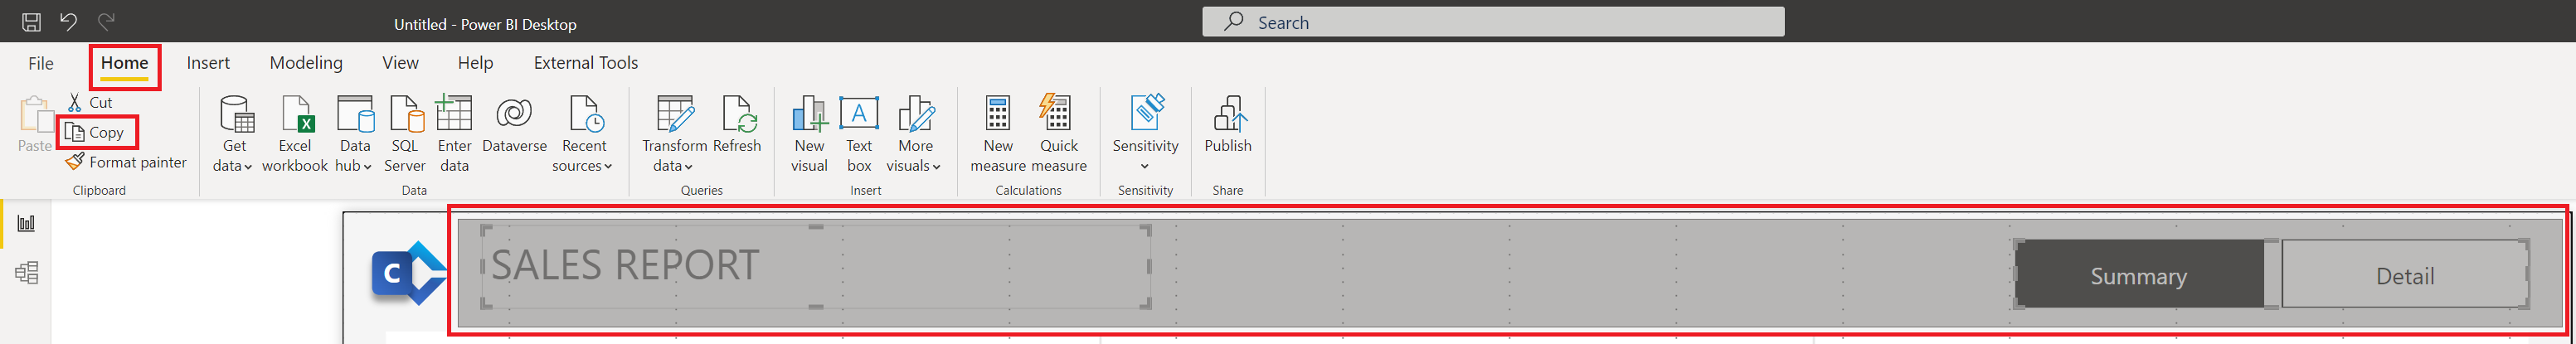 Untitled - Power BI Desktop
Search
File
Home
Insert
Modeling
View
Help
External Tools
Paste
Cut
Copy
Format painter
Clipboard
Get
data
Excel
workbook
Data
hub
SQL
Server
Enter
data
Dataverse
Recent
sources
Data
Transform
data
Refresh
Queries
New
visual
A
Text
box
More
visuals
Insert
New
measure
Quick
measure
Calculations
Sensitivity
Sensitivity
Publish
Share
C
SALES REPORT
Summary
Detail